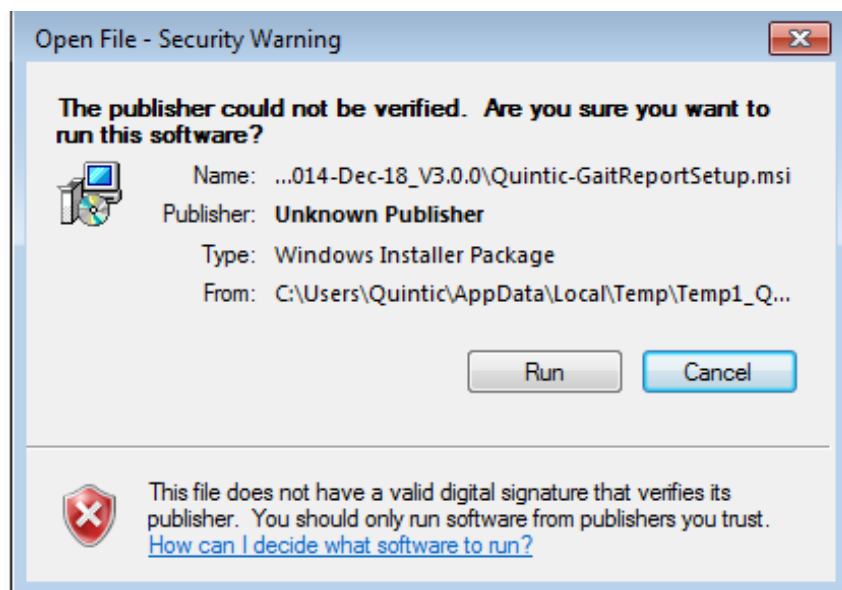 Open File - Security Warning
The publisher could not be verified.  Are you sure you want to
run this software?
Name: ...014-Dec-18_V3.0.0\Quintic-GaitReportSetup.msi
Publisher: Unknown Publisher
Type: Windows Installer Package
From: C:\Users\Quintic\AppData\Local\Temp\Temp1_Q...
Run Cancel
This file does not have a valid digital signature that verifies its
publisher.  You should only run software from publishers you trust.
How can I decide what software to run?